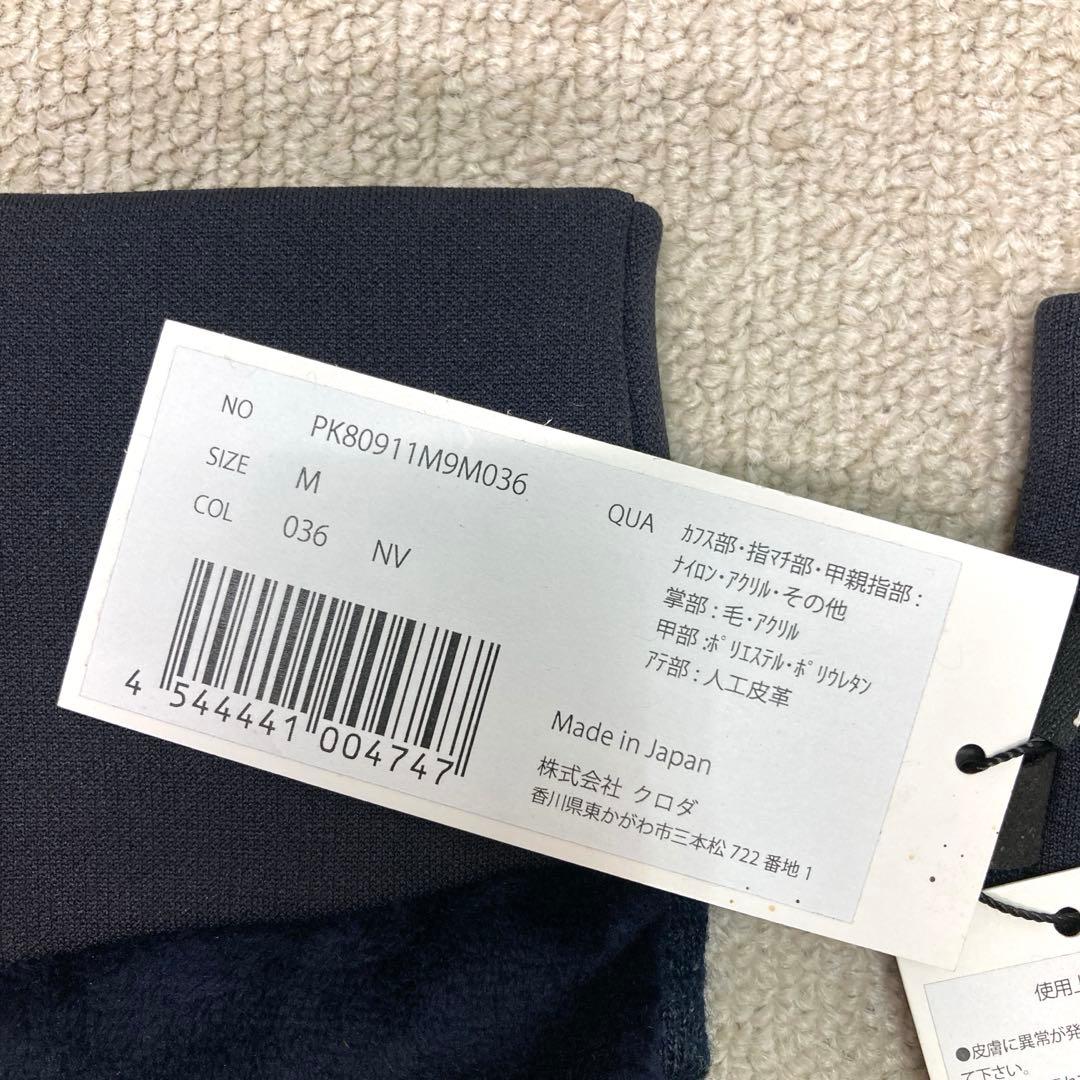 NO PK80911M9M036
SIZE M
COL 036 NV
4 544441 004747
QUA ｶﾌｽ部・指ﾏﾁ部・甲親指部：
ﾅｲﾛﾝ・ｱｸﾘﾙ・その他
掌部：毛・ｱｸﾘﾙ
甲部:ﾎﾟﾘｴｽﾃﾙ・ﾎﾟﾘｳﾚﾀﾝ
ｱﾃ部：人工皮革
Made in Japan
株式会社 クロダ
香川県東かがわ市三本松 722 番地 1
使用上
●皮膚に異常が発
て下さい。